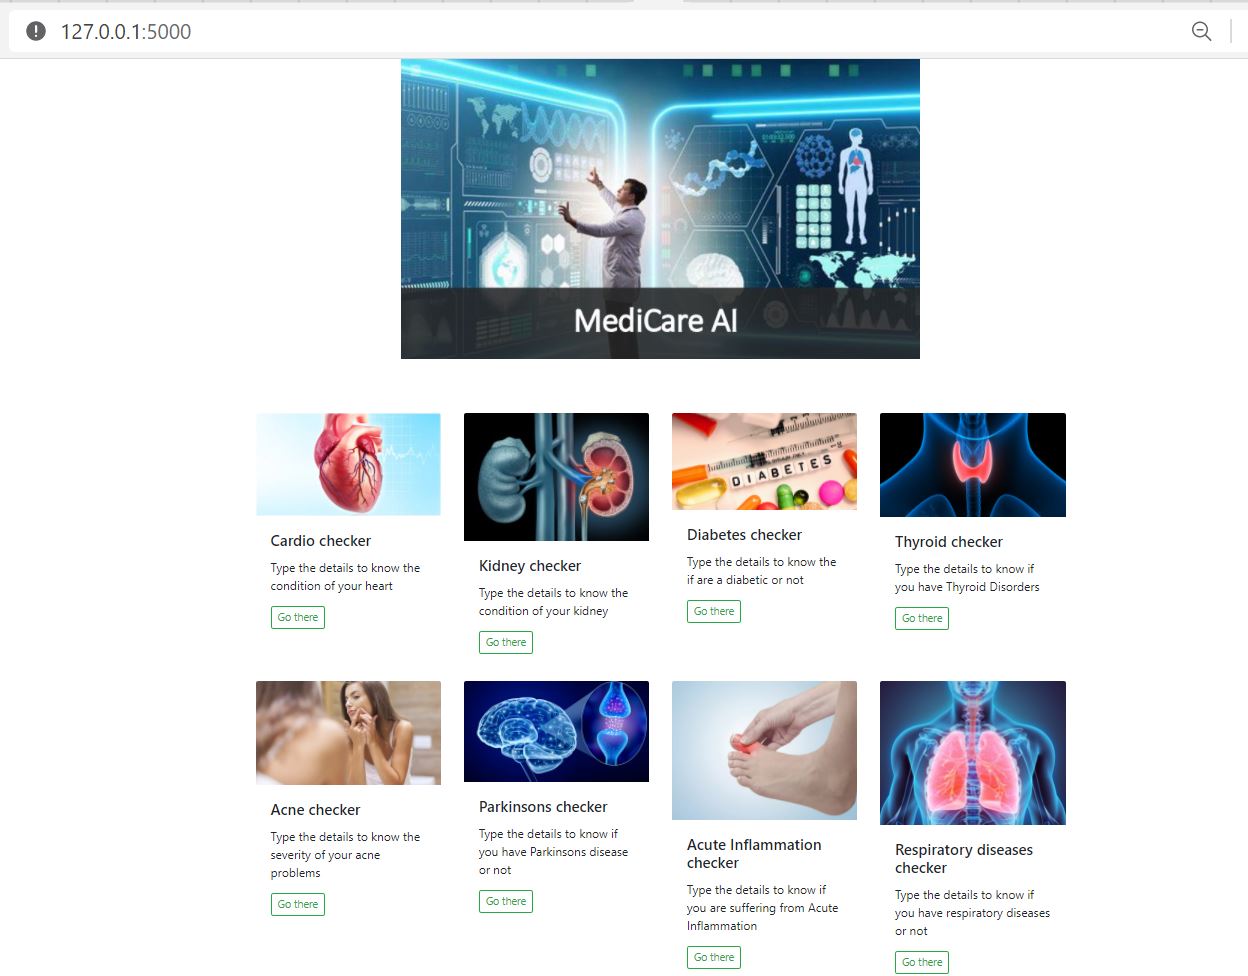 127.0.0.1:5000
MediCare AI
DIABETES
Cardio checker
Type the details to know the
condition of your heart
Go there
Kidney checker
Type the details to know the
condition of your kidney
Go there
Diabetes checker
Type the details to know the
if are a diabetic or not
Go there
Thyroid checker
Type the details to know if
you have Thyroid Disorders
Go there
Acne checker
Type the details to know the
severity of your acne
problems
Go there
Parkinsons checker
Type the details to know if
you have Parkinsons disease
or not
Go there
Acute Inflammation
checker
Type the details to know if
you are suffering from Acute
Inflammation
Go there
Respiratory diseases
checker
Type the details to know if
you have respiratory diseases
or not
Go there